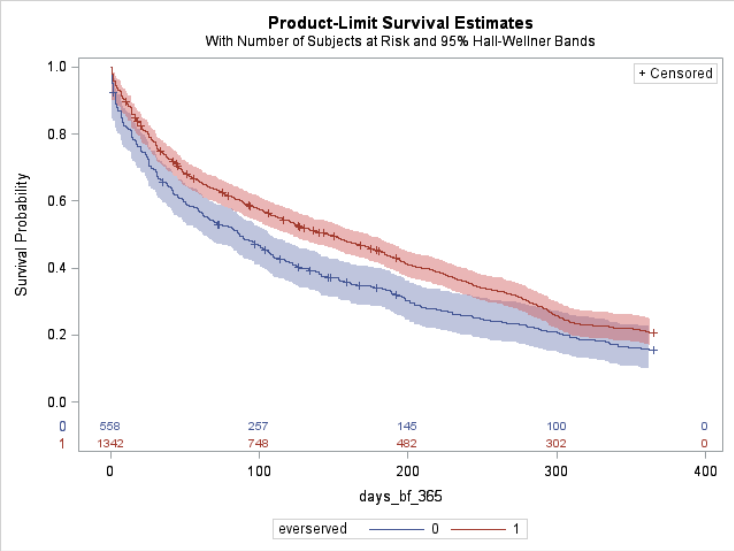 Product-Limit Survival Estimates
With Number of Subjects at Risk and 95% Hall-Wellner Bands
+ Censored
1.0
0.8
0.6
0.4
0.2
0.0
Survival Probability
0 558 257 145 100 0
1 1342 748 482 302 0
0 100 200 300 400
days_bf_365
everserved 0 1